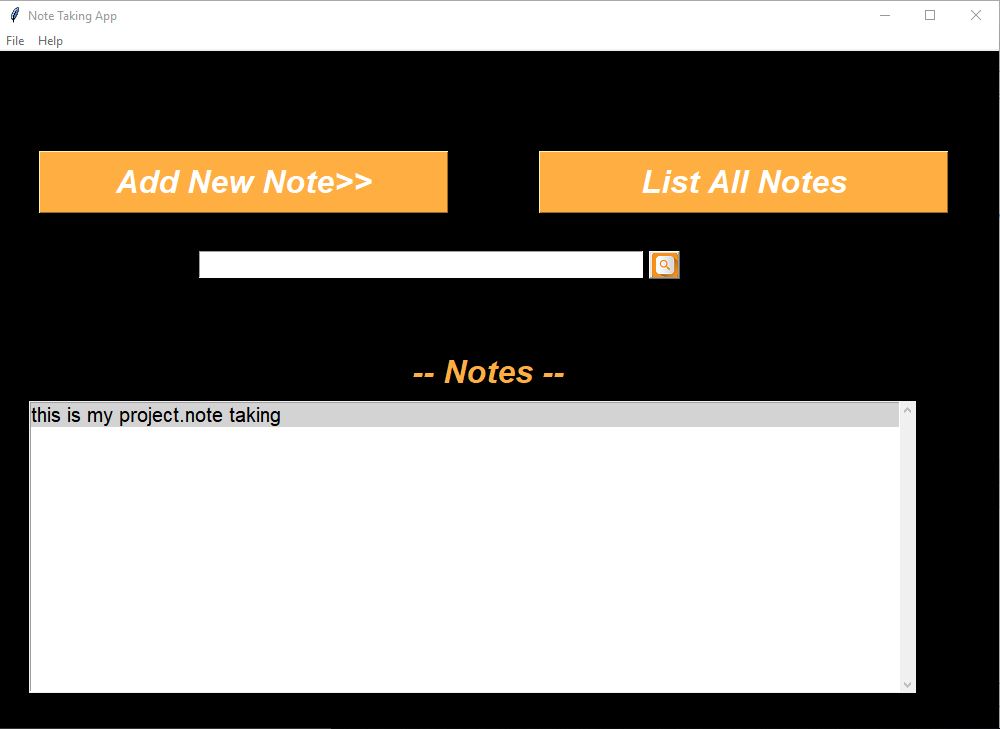 Note Taking App
File Help
Add New Note>> List All Notes
-- Notes --
this is my project.note taking